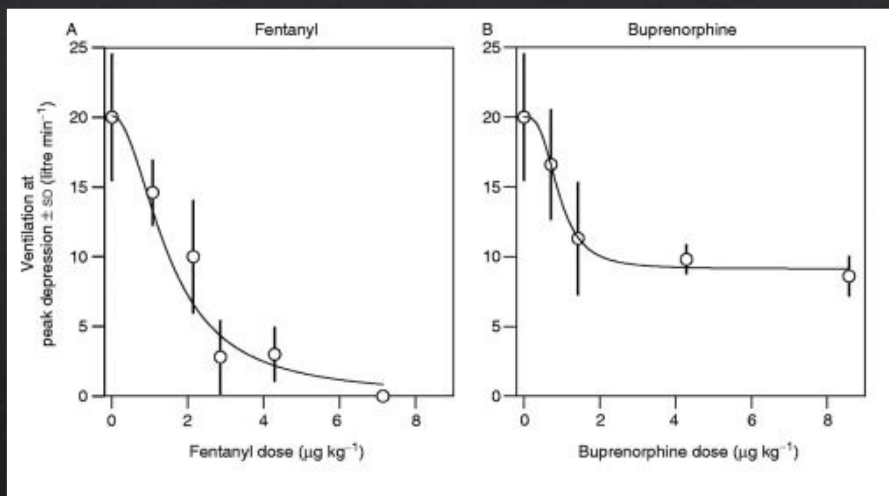 A
Fentanyl
25
20
15
10
5
0
Ventilation at
peak depression ± SD (litre min⁻¹)
0 2 4 6 8
Fentanyl dose (μg kg⁻¹)
B
Buprenorphine
25
20
15
10
5
0
0 2 4 6 8
Buprenorphine dose (μg kg⁻¹)